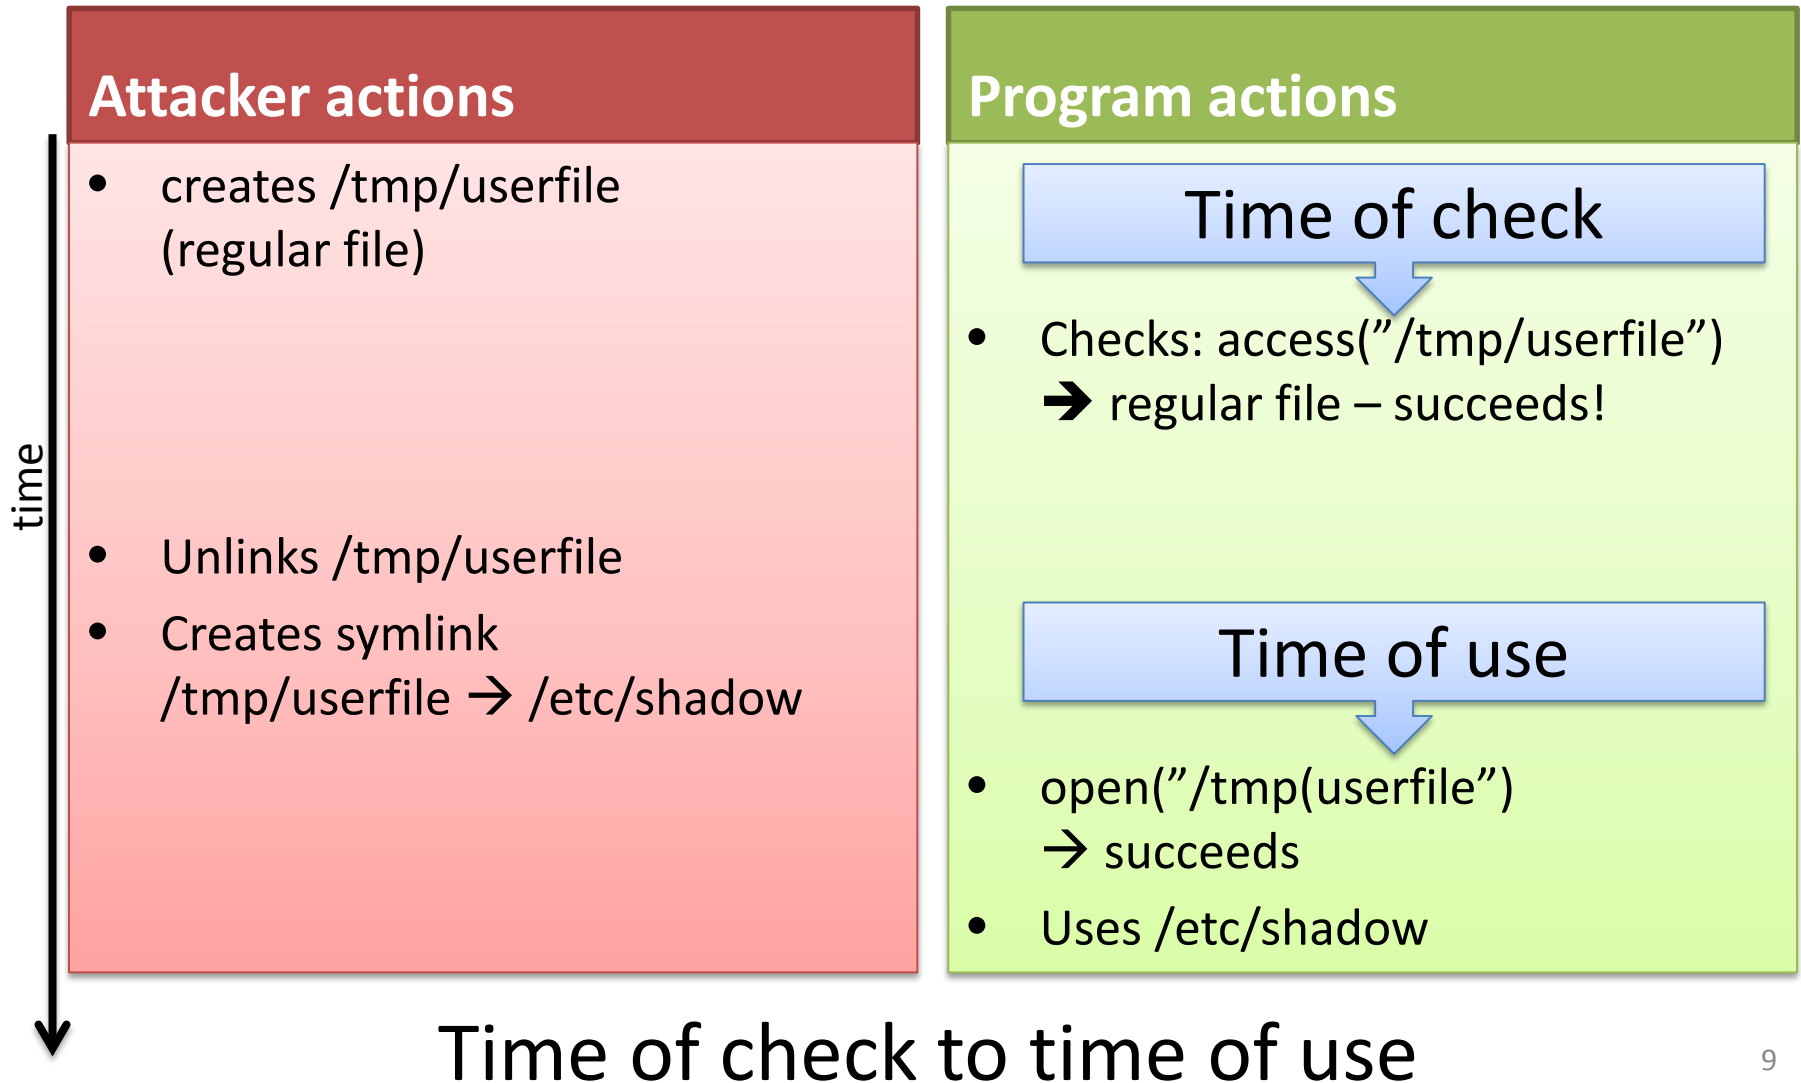 Attacker actions
• creates /tmp/userfile
(regular file)
• Unlinks /tmp/userfile
• Creates symlink
/tmp/userfile → /etc/shadow
Program actions
Time of check
• Checks: access(”/tmp/userfile”)
➔ regular file – succeeds!
Time of use
• open(”/tmp(userfile”)
→ succeeds
• Uses /etc/shadow
time
Time of check to time of use
9